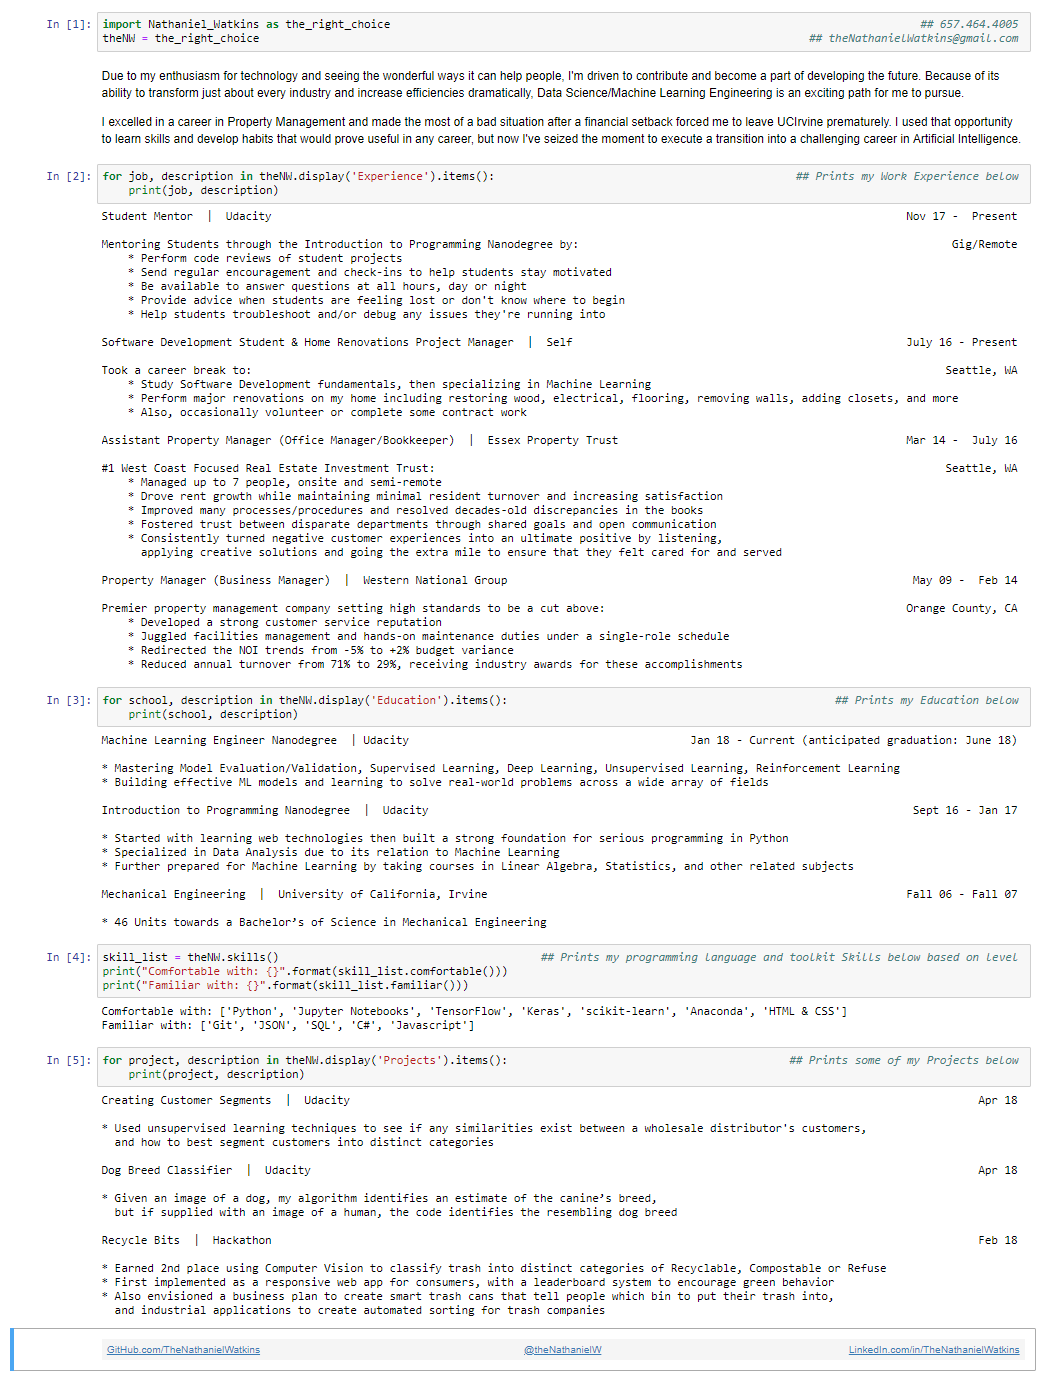 In [1]: import Nathaniel_Watkins as the_right_choice ## 657.464.4005
theNW = the_right_choice ## theNathanielWatkins@gmail.com
Due to my enthusiasm for technology and seeing the wonderful ways it can help people, I'm driven to contribute and become a part of developing the future. Because of its
ability to transform just about every industry and increase efficiencies dramatically, Data Science/Machine Learning Engineering is an exciting path for me to pursue.
I excelled in a career in Property Management and made the most of a bad situation after a financial setback forced me to leave UCIrvine prematurely. I used that opportunity
to learn skills and develop habits that would prove useful in any career, but now I've seized the moment to execute a transition into a challenging career in Artificial Intelligence.
In [2]: for job, description in theNW.display('Experience').items(): ## Prints my Work Experience below
print(job, description)
Student Mentor | Udacity Nov 17 - Present
Mentoring Students through the Introduction to Programming Nanodegree by: Gig/Remote
* Perform code reviews of student projects
* Send regular encouragement and check-ins to help students stay motivated
* Be available to answer questions at all hours, day or night
* Provide advice when students are feeling lost or don't know where to begin
* Help students troubleshoot and/or debug any issues they're running into
Software Development Student & Home Renovations Project Manager | Self July 16 - Present
Took a career break to: Seattle, WA
* Study Software Development fundamentals, then specializing in Machine Learning
* Perform major renovations on my home including restoring wood, electrical, flooring, removing walls, adding closets, and more
* Also, occasionally volunteer or complete some contract work
Assistant Property Manager (Office Manager/Bookkeeper) | Essex Property Trust Mar 14 - July 16
#1 West Coast Focused Real Estate Investment Trust: Seattle, WA
* Managed up to 7 people, onsite and semi-remote
* Drove rent growth while maintaining minimal resident turnover and increasing satisfaction
* Improved many processes/procedures and resolved decades-old discrepancies in the books
* Fostered trust between disparate departments through shared goals and open communication
* Consistently turned negative customer experiences into an ultimate positive by listening,
applying creative solutions and going the extra mile to ensure that they felt cared for and served
Property Manager (Business Manager) | Western National Group May 09 - Feb 14
Premier property management company setting high standards to be a cut above: Orange County, CA
* Developed a strong customer service reputation
* Juggled facilities management and hands-on maintenance duties under a single-role schedule
* Redirected the NOI trends from -5% to +2% budget variance
* Reduced annual turnover from 71% to 29%, receiving industry awards for these accomplishments
In [3]: for school, description in theNW.display('Education').items(): ## Prints my Education below
print(school, description)
Machine Learning Engineer Nanodegree | Udacity Jan 18 - Current (anticipated graduation: June 18)
* Mastering Model Evaluation/Validation, Supervised Learning, Deep Learning, Unsupervised Learning, Reinforcement Learning
* Building effective ML models and learning to solve real-world problems across a wide array of fields
Introduction to Programming Nanodegree | Udacity Sept 16 - Jan 17
* Started with learning web technologies then built a strong foundation for serious programming in Python
* Specialized in Data Analysis due to its relation to Machine Learning
* Further prepared for Machine Learning by taking courses in Linear Algebra, Statistics, and other related subjects
Mechanical Engineering | University of California, Irvine Fall 06 - Fall 07
* 46 Units towards a Bachelor’s of Science in Mechanical Engineering
In [4]: skill_list = theNW.skills() ## Prints my programming language and toolkit Skills below based on level
print("Comfortable with: {}".format(skill_list.comfortable()))
print("Familiar with: {}".format(skill_list.familiar()))
Comfortable with: ['Python', 'Jupyter Notebooks', 'TensorFlow', 'Keras', 'scikit-learn', 'Anaconda', 'HTML & CSS']
Familiar with: ['Git', 'JSON', 'SQL', 'C#', 'Javascript']
In [5]: for project, description in theNW.display('Projects').items(): ## Prints some of my Projects below
print(project, description)
Creating Customer Segments | Udacity Apr 18
* Used unsupervised learning techniques to see if any similarities exist between a wholesale distributor's customers,
and how to best segment customers into distinct categories
Dog Breed Classifier | Udacity Apr 18
* Given an image of a dog, my algorithm identifies an estimate of the canine’s breed,
but if supplied with an image of a human, the code identifies the resembling dog breed
Recycle Bits | Hackathon Feb 18
* Earned 2nd place using Computer Vision to classify trash into distinct categories of Recyclable, Compostable or Refuse
* First implemented as a responsive web app for consumers, with a leaderboard system to encourage green behavior
* Also envisioned a business plan to create smart trash cans that tell people which bin to put their trash into,
and industrial applications to create automated sorting for trash companies
GitHub.com/TheNathanielWatkins @theNathanielW LinkedIn.com/in/TheNathanielWatkins